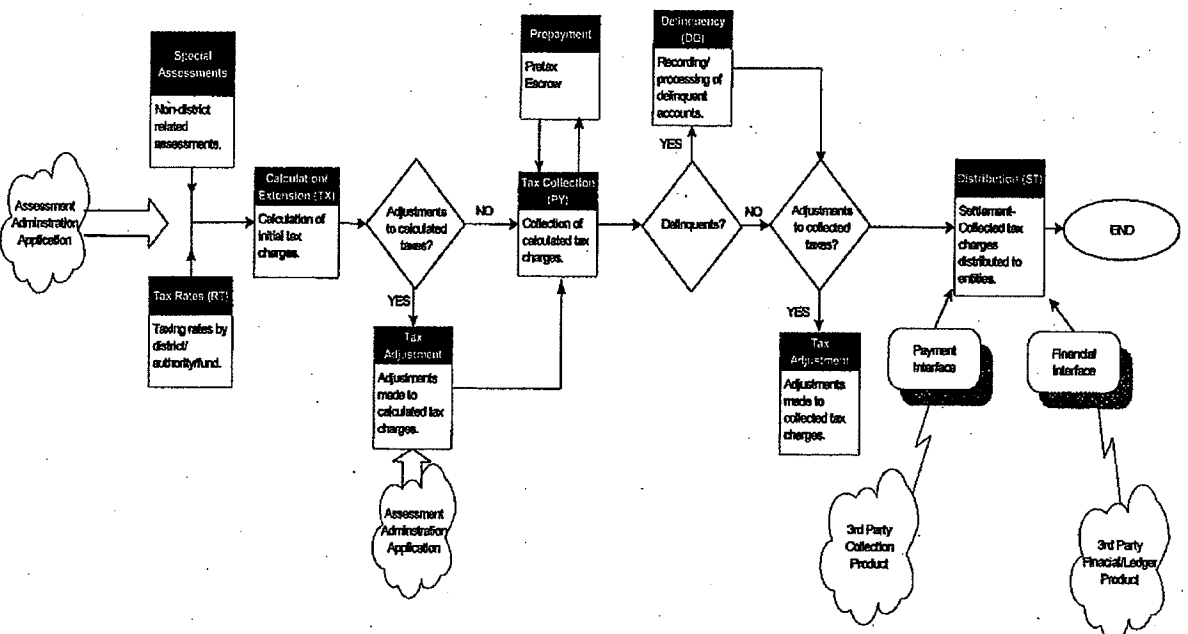 Special
Assessments
Non-district
related
assessments.
Assessment
Adminstration
Application
Tax Rates (RT)
Taxing rates by
district/
authority/fund.
Calculation/
Extension (TX)
Calculation of
initial tax
charges.
Adjustments
to calculated
taxes?
NO
YES
Tax
Adjustment
Adjustments
made to
calculated tax
charges.
Assessment
Adminstration
Application
Prepayment
Pretax
Escrow
Tax Collection
(PY)
Collection of
calculated tax
charges.
Delinquents?
YES
NO
Delinquency
(DQ)
Recording/
processing of
delinquent
accounts.
Adjustments
to collected
taxes?
YES
Tax
Adjustment
Adjustments
made to
collected tax
charges.
Distribution (ST)
Settlement-
Collected tax
charges
distributed to
entities.
END
Payment
Interface
Financial
Interface
3rd Party
Collection
Product
3rd Party
Finacial/Ledger
Product